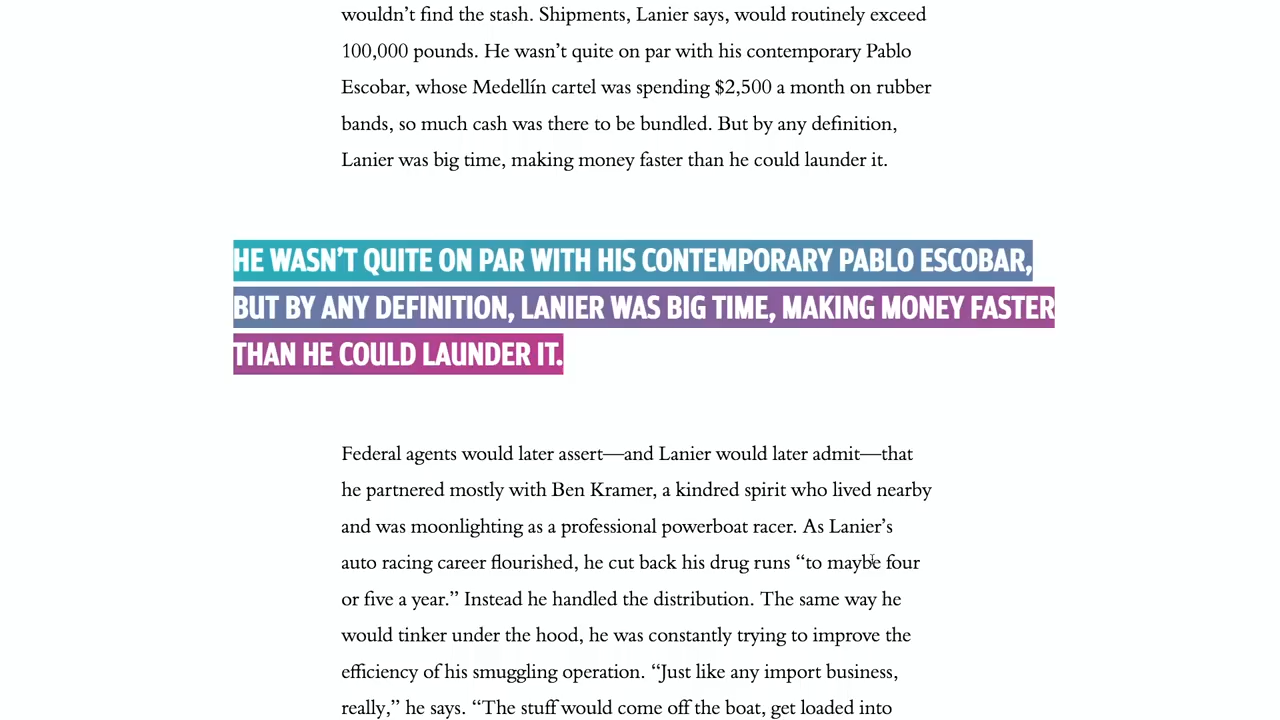 wouldn’t find the stash. Shipments, Lanier says, would routinely exceed
100,000 pounds. He wasn’t quite on par with his contemporary Pablo
Escobar, whose Medellín cartel was spending $2,500 a month on rubber
bands, so much cash was there to be bundled. But by any definition,
Lanier was big time, making money faster than he could launder it.
HE WASN’T QUITE ON PAR WITH HIS CONTEMPORARY PABLO ESCOBAR,
BUT BY ANY DEFINITION, LANIER WAS BIG TIME, MAKING MONEY FASTER
THAN HE COULD LAUNDER IT.
Federal agents would later assert—and Lanier would later admit—that
he partnered mostly with Ben Kramer, a kindred spirit who lived nearby
and was moonlighting as a professional powerboat racer. As Lanier’s
auto racing career flourished, he cut back his drug runs “to maybe four
or five a year.” Instead he handled the distribution. The same way he
would tinker under the hood, he was constantly trying to improve the
efficiency of his smuggling operation. “Just like any import business,
really,” he says. “The stuff would come off the boat, get loaded into